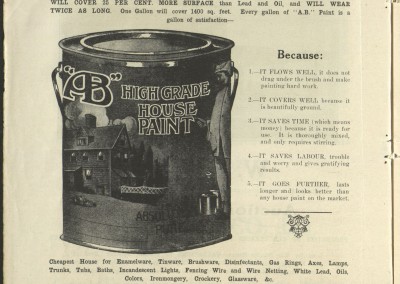 WILL COVER 25 PER CENT. MORE SURFACE than Lead and Oil, and WILL WEAR
TWICE AS LONG. One Gallon will cover 1400 sq. feet. Every gallon of "A.B." Paint is a
gallon of satisfaction—
Because:
1.—IT FLOWS WELL, it does not
drag under the brush and make
painting hard work.
2.—IT COVERS WELL because it
is beautifully ground.
3.—IT SAVES TIME (which means
money) because it is ready for
use. It is thoroughly mixed,
and only requires stirring.
4.—IT SAVES LABOUR, trouble
and worry and gives gratifying
results.
5.—IT GOES FURTHER, lasts
longer and looks better than
any house paint on the market.
"AB"
HIGH GRADE
HOUSE
PAINT
Cheapest House for Enamelware, Tinware, Brushware, Disinfectants, Gas Rings, Axes, Lamps,
Trunks, Tubs, Baths, Incandescent Lights, Fencing Wire and Wire Netting, White Lead, Oils,
Colors, Ironmongery, Crockery, Glassware, &c.